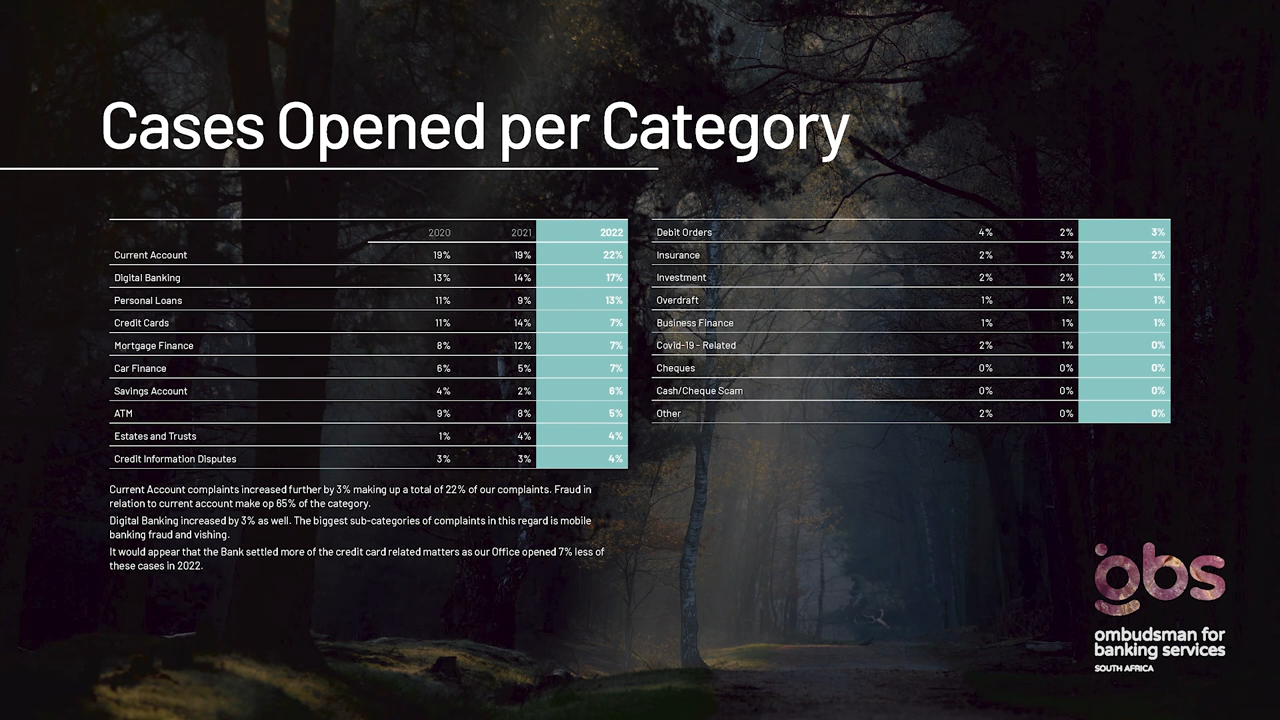 Cases Opened per Category
2020 2021 2022
Current Account 19% 19% 22%
Digital Banking 13% 14% 17%
Personal Loans 11% 9% 13%
Credit Cards 11% 14% 7%
Mortgage Finance 8% 12% 7%
Car Finance 6% 5% 7%
Savings Account 4% 2% 6%
ATM 9% 8% 5%
Estates and Trusts 1% 4% 4%
Credit Information Disputes 3% 3% 4%
Debit Orders 4% 2% 3%
Insurance 2% 3% 2%
Investment 2% 2% 1%
Overdraft 1% 1% 1%
Business Finance 1% 1% 1%
Covid-19 - Related 2% 1% 0%
Cheques 0% 0% 0%
Cash/Cheque Scam 0% 0% 0%
Other 2% 0% 0%
Current Account complaints increased further by 3% making up a total of 22% of our complaints. Fraud in
relation to current account make op 65% of the category.
Digital Banking increased by 3% as well. The biggest sub-categories of complaints in this regard is mobile
banking fraud and vishing.
It would appear that the Bank settled more of the credit card related matters as our Office opened 7% less of
these cases in 2022.
obs
ombudsman for
banking services
SOUTH AFRICA